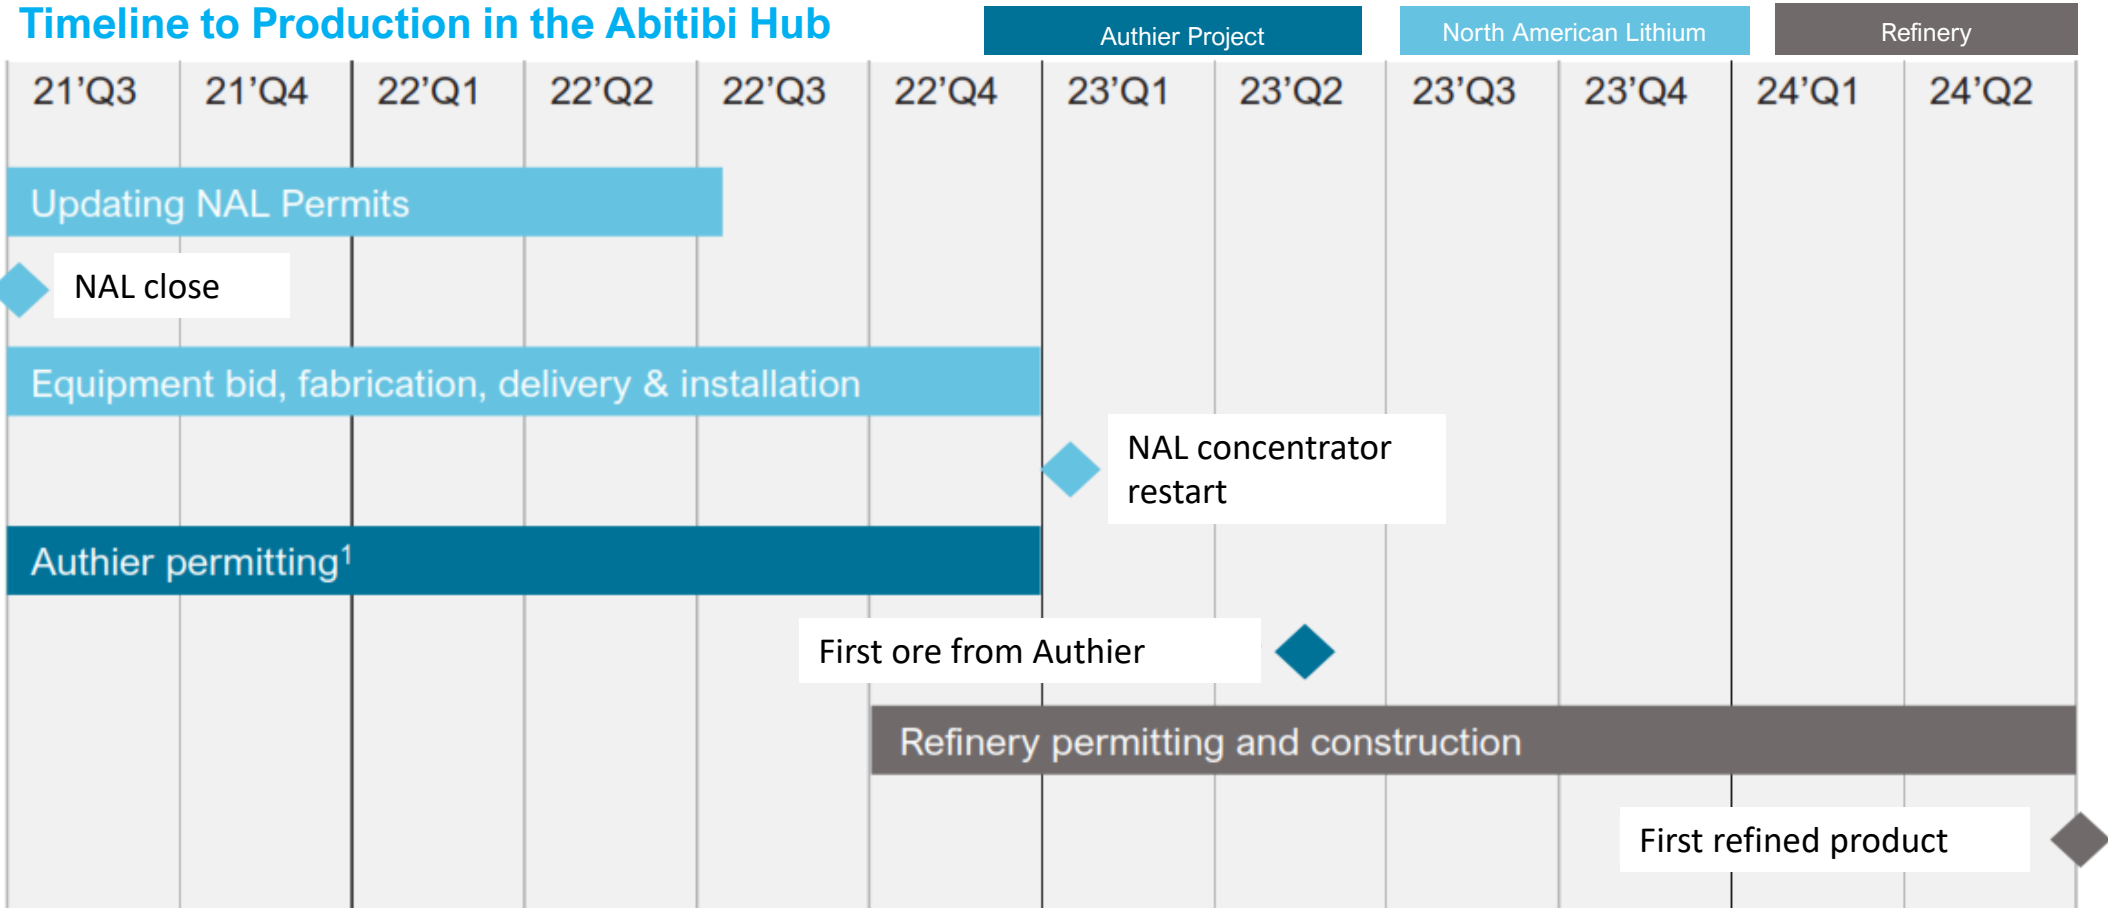 Timeline to Production in the Abitibi Hub
Authier Project
North American Lithium
Refinery
21’Q3 21’Q4 22’Q1 22’Q2 22’Q3 22’Q4 23’Q1 23’Q2 23’Q3 23’Q4 24’Q1 24’Q2
Updating NAL Permits
NAL close
Equipment bid, fabrication, delivery & installation
NAL concentrator
restart
Authier permitting¹
First ore from Authier
Refinery permitting and construction
First refined product